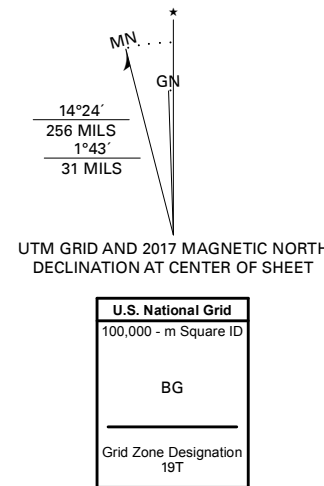 ★
MN
GN
14°24´
256 MILS
1°43´
31 MILS
UTM GRID AND 2017 MAGNETIC NORTH
DECLINATION AT CENTER OF SHEET
U.S. National Grid
100,000 - m Square ID
BG
Grid Zone Designation
19T